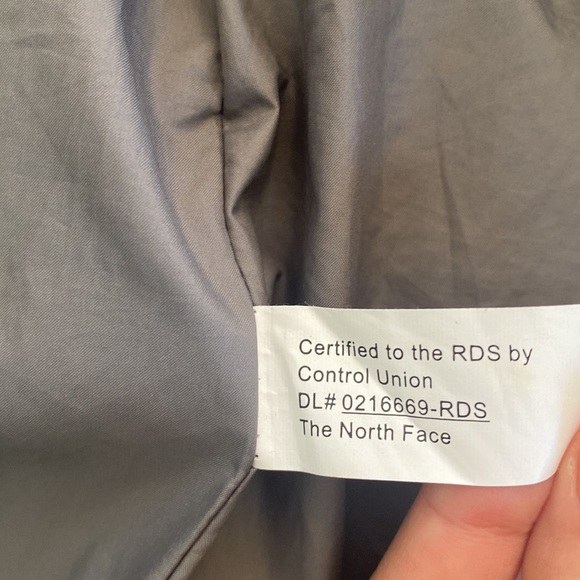 Certified to the RDS by
Control Union
DL# 0216669-RDS
The North Face